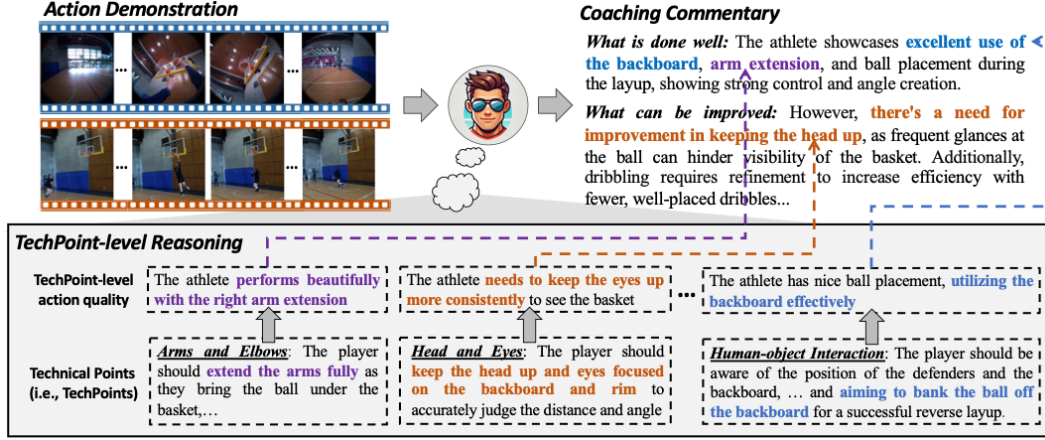 Action Demonstration
...
...
...
...
Coaching Commentary
What is done well: The athlete showcases excellent use of
the backboard, arm extension, and ball placement during
the layup, showing strong control and angle creation.
What can be improved: However, there's a need for
improvement in keeping the head up, as frequent glances at
the ball can hinder visibility of the basket. Additionally,
dribbling requires refinement to increase efficiency with
fewer, well-placed dribbles...
TechPoint-level Reasoning
TechPoint-level
action quality
The athlete performs beautifully
with the right arm extension
The athlete needs to keep the eyes up
more consistently to see the basket
...
The athlete has nice ball placement, utilizing the
backboard effectively
Technical Points
(i.e., TechPoints)
Arms and Elbows: The player
should extend the arms fully as
they bring the ball under the
basket,...
Head and Eyes: The player should
keep the head up and eyes focused
on the backboard and rim to
accurately judge the distance and angle
Human-object Interaction: The player should be
aware of the position of the defenders and the
backboard, ... and aiming to bank the ball off
the backboard for a successful reverse layup.